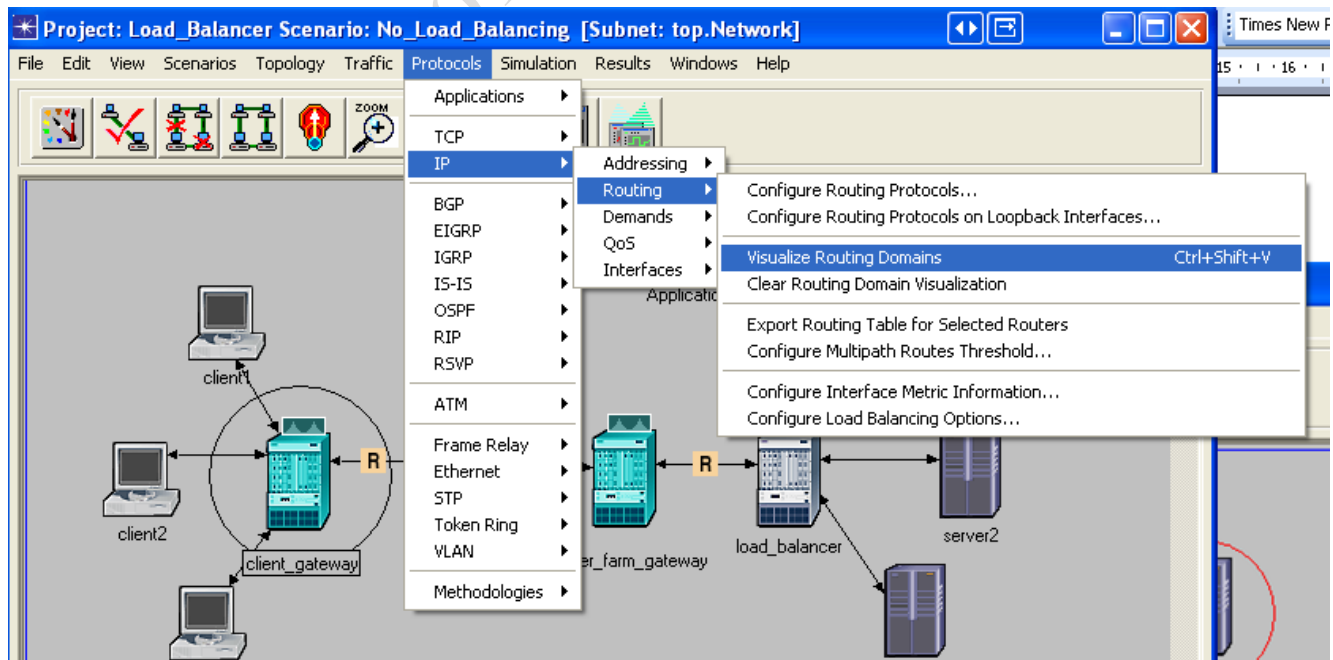 Project: Load_Balancer Scenario: No_Load_Balancing [Subnet: top.Network]
Times New
File Edit View Scenarios Topology Traffic Protocols Simulation Results Windows Help
15 · ı · 16 · ı
ZOOM
Applications
TCP
IP
BGP
EIGRP
IGRP
IS-IS
OSPF
RIP
RSVP
ATM
Frame Relay
Ethernet
STP
Token Ring
VLAN
Methodologies
Addressing
Routing
Demands
QoS
Interfaces
Configure Routing Protocols...
Configure Routing Protocols on Loopback Interfaces...
Visualize Routing Domains Ctrl+Shift+V
Clear Routing Domain Visualization
Export Routing Table for Selected Routers
Configure Multipath Routes Threshold...
Configure Interface Metric Information...
Configure Load Balancing Options...
Applicatio
client1
R
R
client2
client_gateway
er_farm_gateway
load_balancer
server2